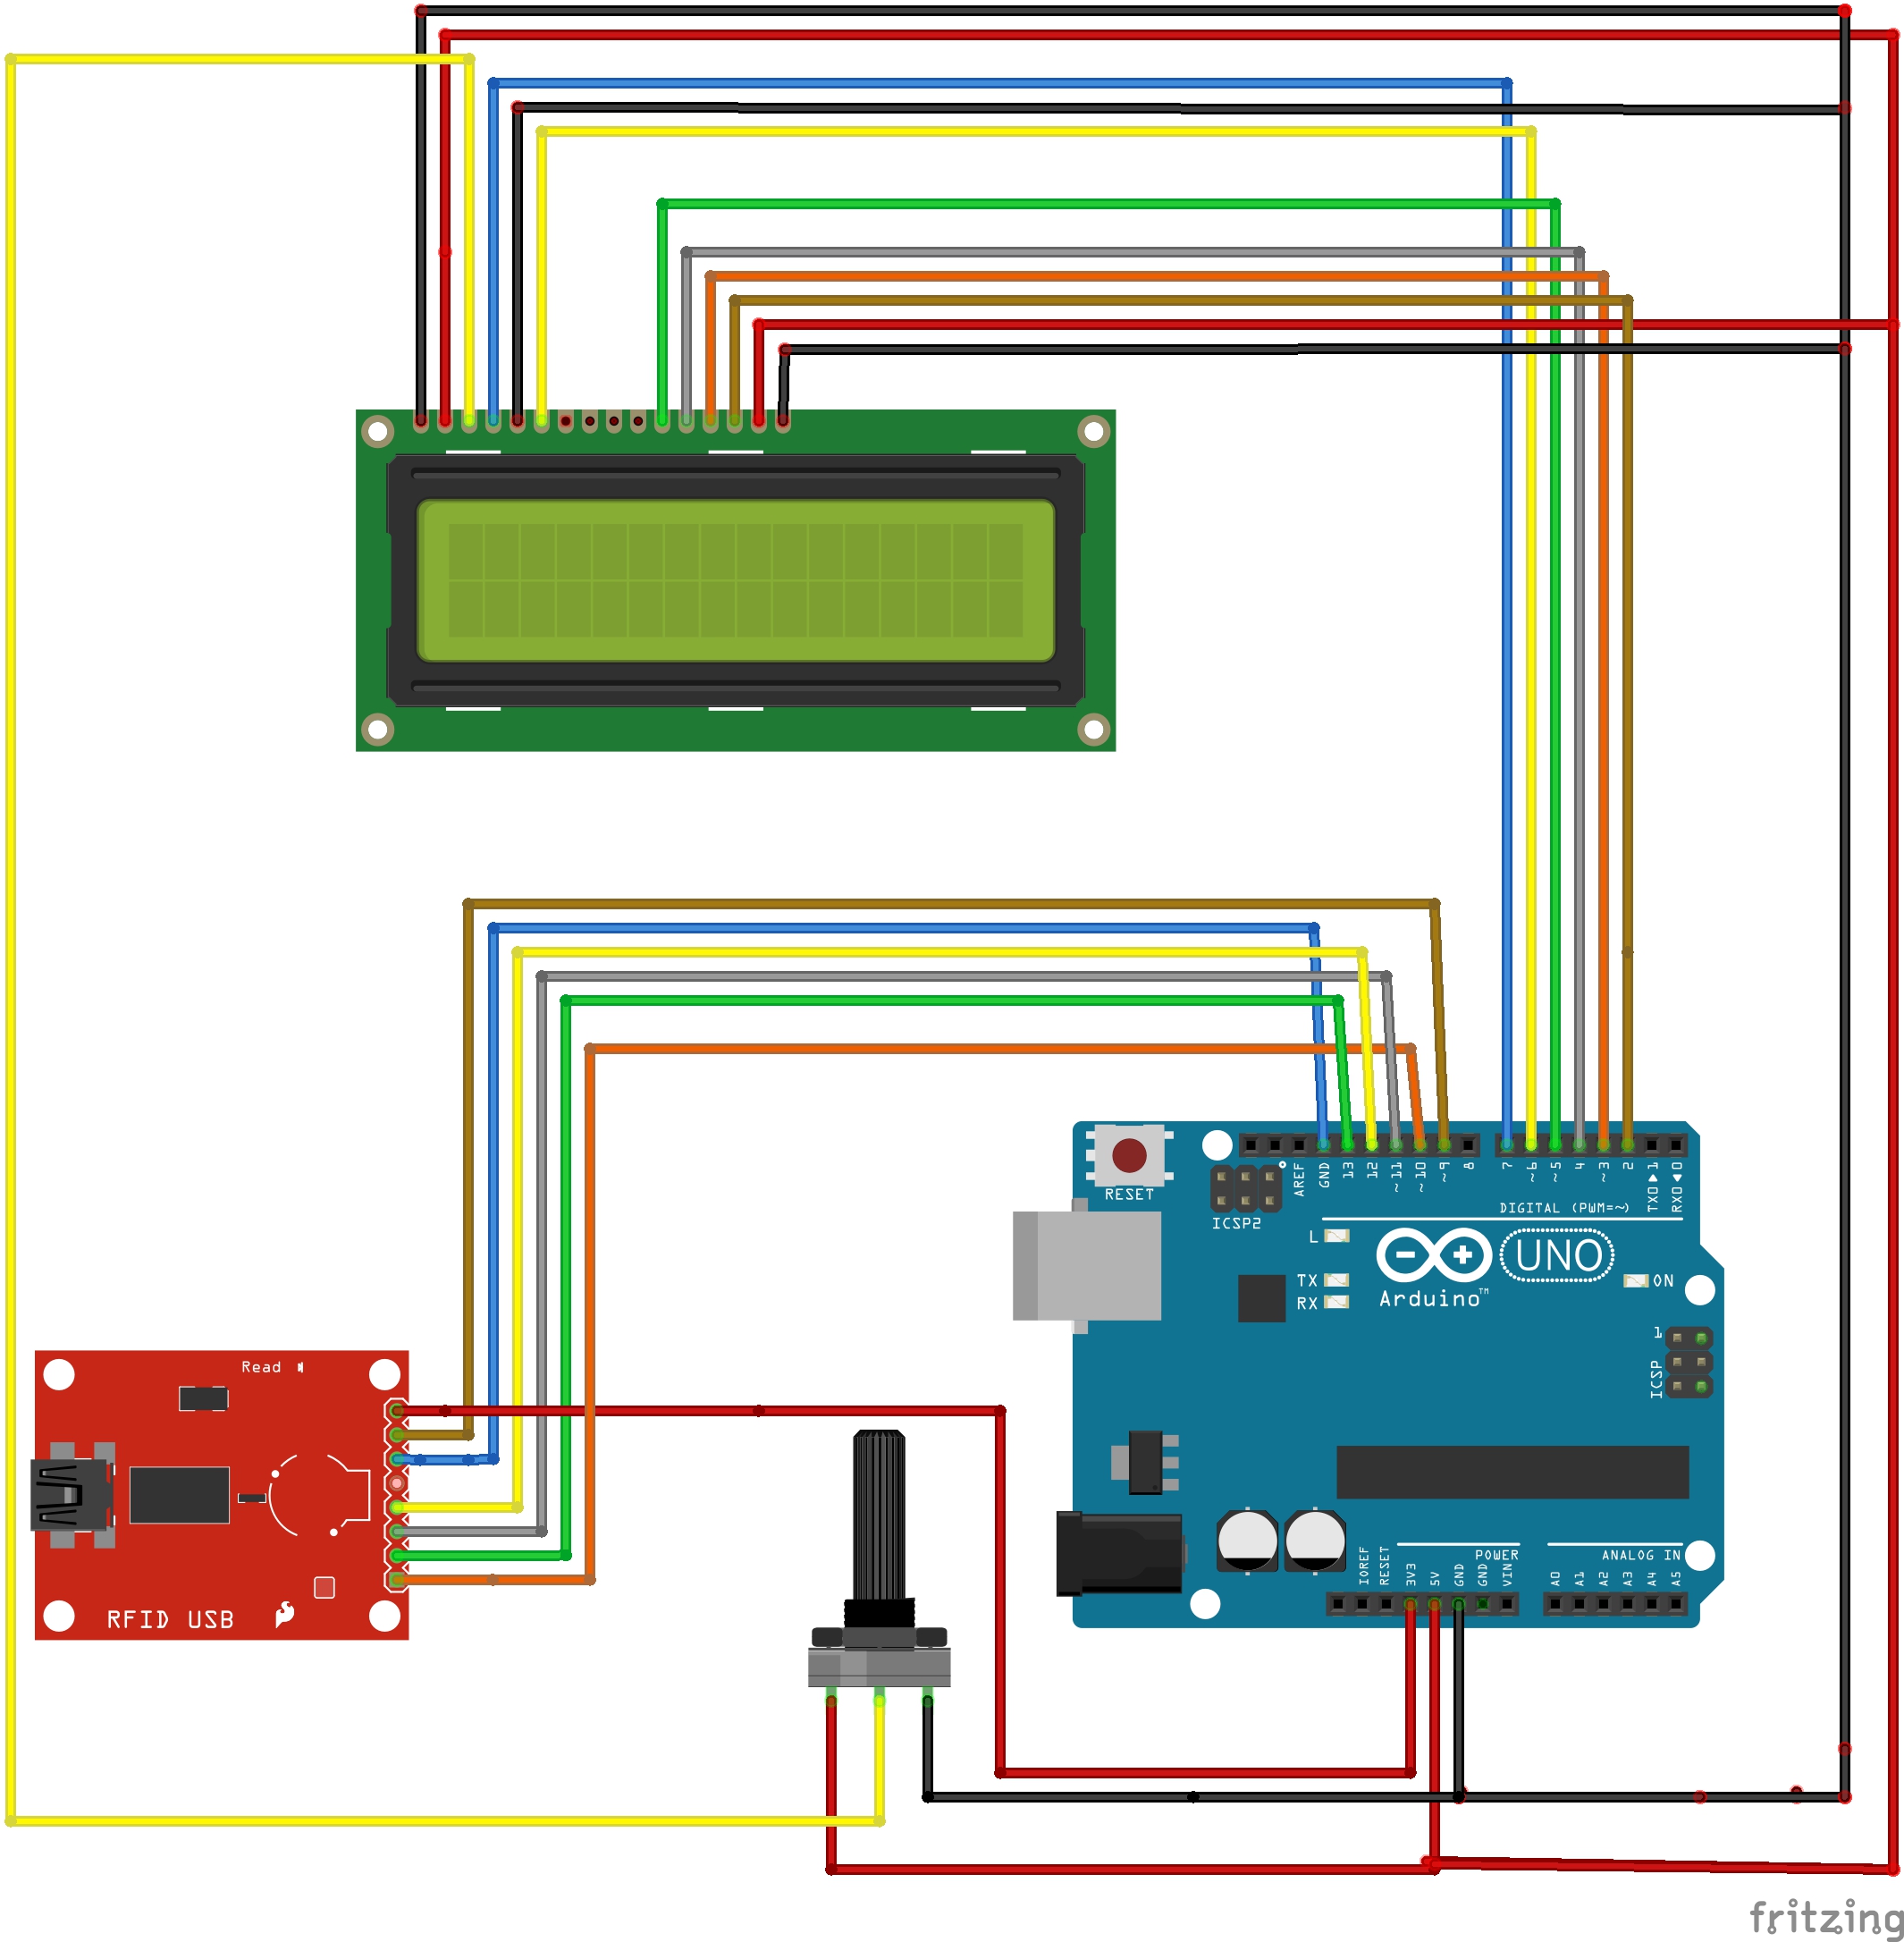 RESET
ICSP2
AREF
GND
13
12
~11
~10
~9
8
7
~6
~5
4
~3
2
TX0 ▶ 1
RX0 ◀ 0
DIGITAL (PWM=~)
L
TX
RX
UNO
Arduino™
ON
1
ICSP
Read
RFID USB
IOREF
RESET
3V3
5V
GND
GND
VIN
POWER
ANALOG IN
A0
A1
A2
A3
A4
A5
fritzing